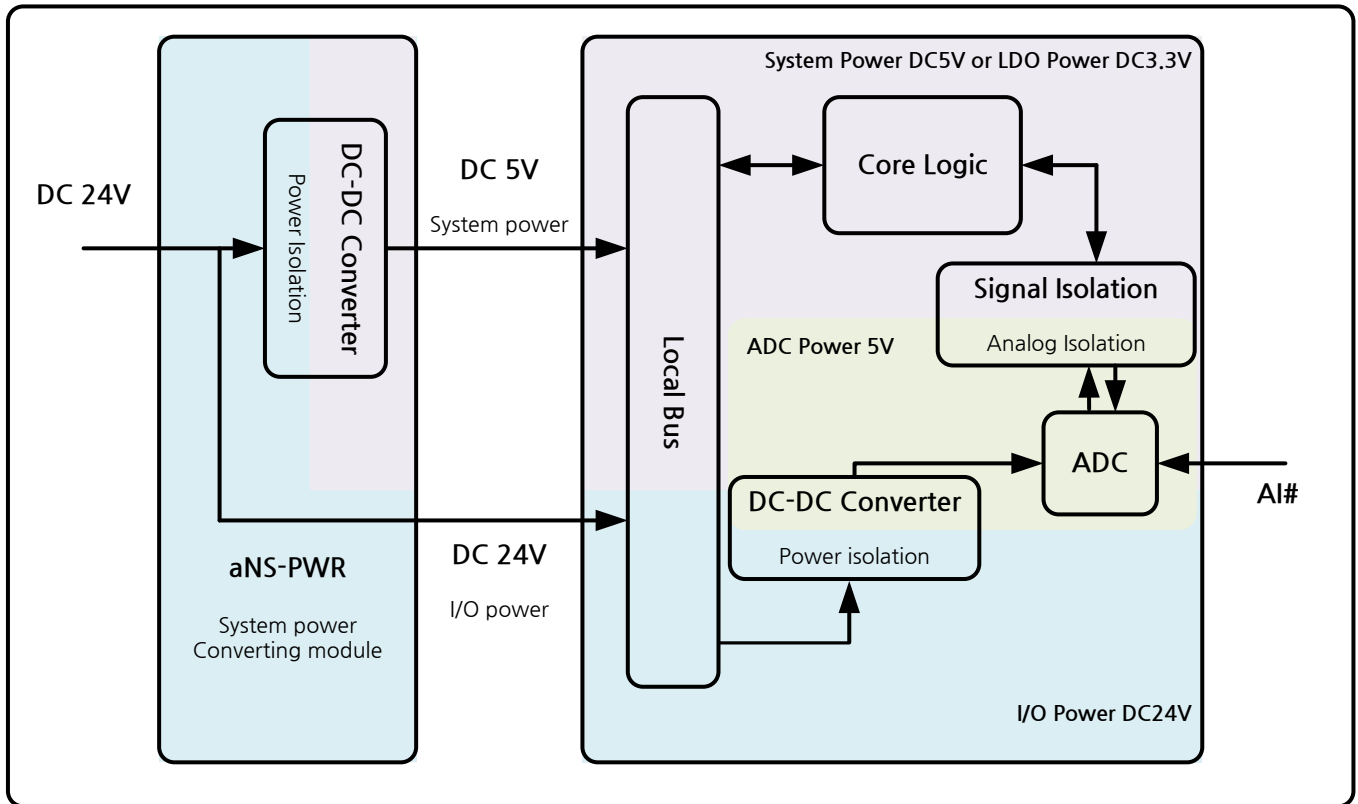 System Power DC5V or LDO Power DC3.3V
DC 24V
DC-DC Converter
Power Isolation
DC 5V
System power
Local Bus
Core Logic
Signal Isolation
Analog Isolation
ADC Power 5V
ADC
AI#
DC-DC Converter
Power isolation
DC 24V
I/O power
aNS-PWR
System power
Converting module
I/O Power DC24V